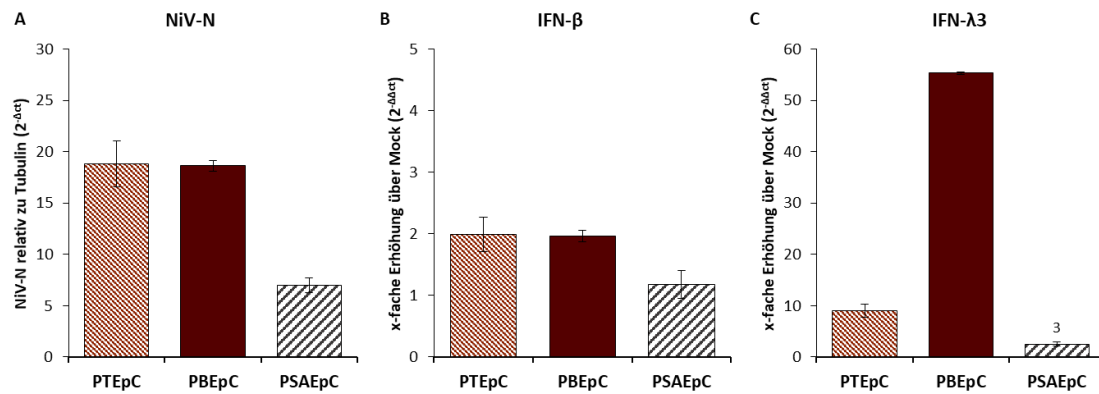 A
NiV-N
NiV-N relativ zu Tubulin (2^-Δct)
30
25
20
15
10
5
0
PTEpC PBEpC PSAEpC
B
IFN-β
x-fache Erhöhung über Mock (2^-ΔΔct)
5
4
3
2
1
0
PTEpC PBEpC PSAEpC
C
IFN-λ3
x-fache Erhöhung über Mock (2^-ΔΔct)
60
50
40
30
20
10
0
3
PTEpC PBEpC PSAEpC